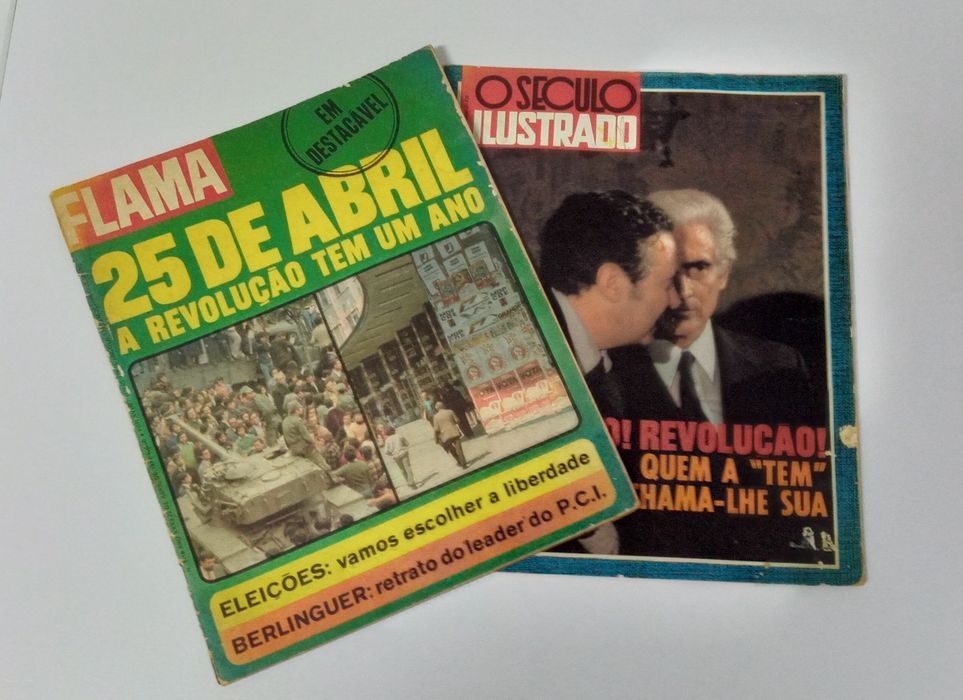 FLAMA
EM
DESTACAVEL
25 DE ABRIL
A REVOLUÇÃO TEM UM ANO
ELEIÇÕES: vamos escolher a liberdade
BERLINGUER: retrato do leader do P.C.I.
O SECULO
ILUSTRADO
O! REVOLUCAO!
QUEM A "TEM"
CHAMA-LHE SUA